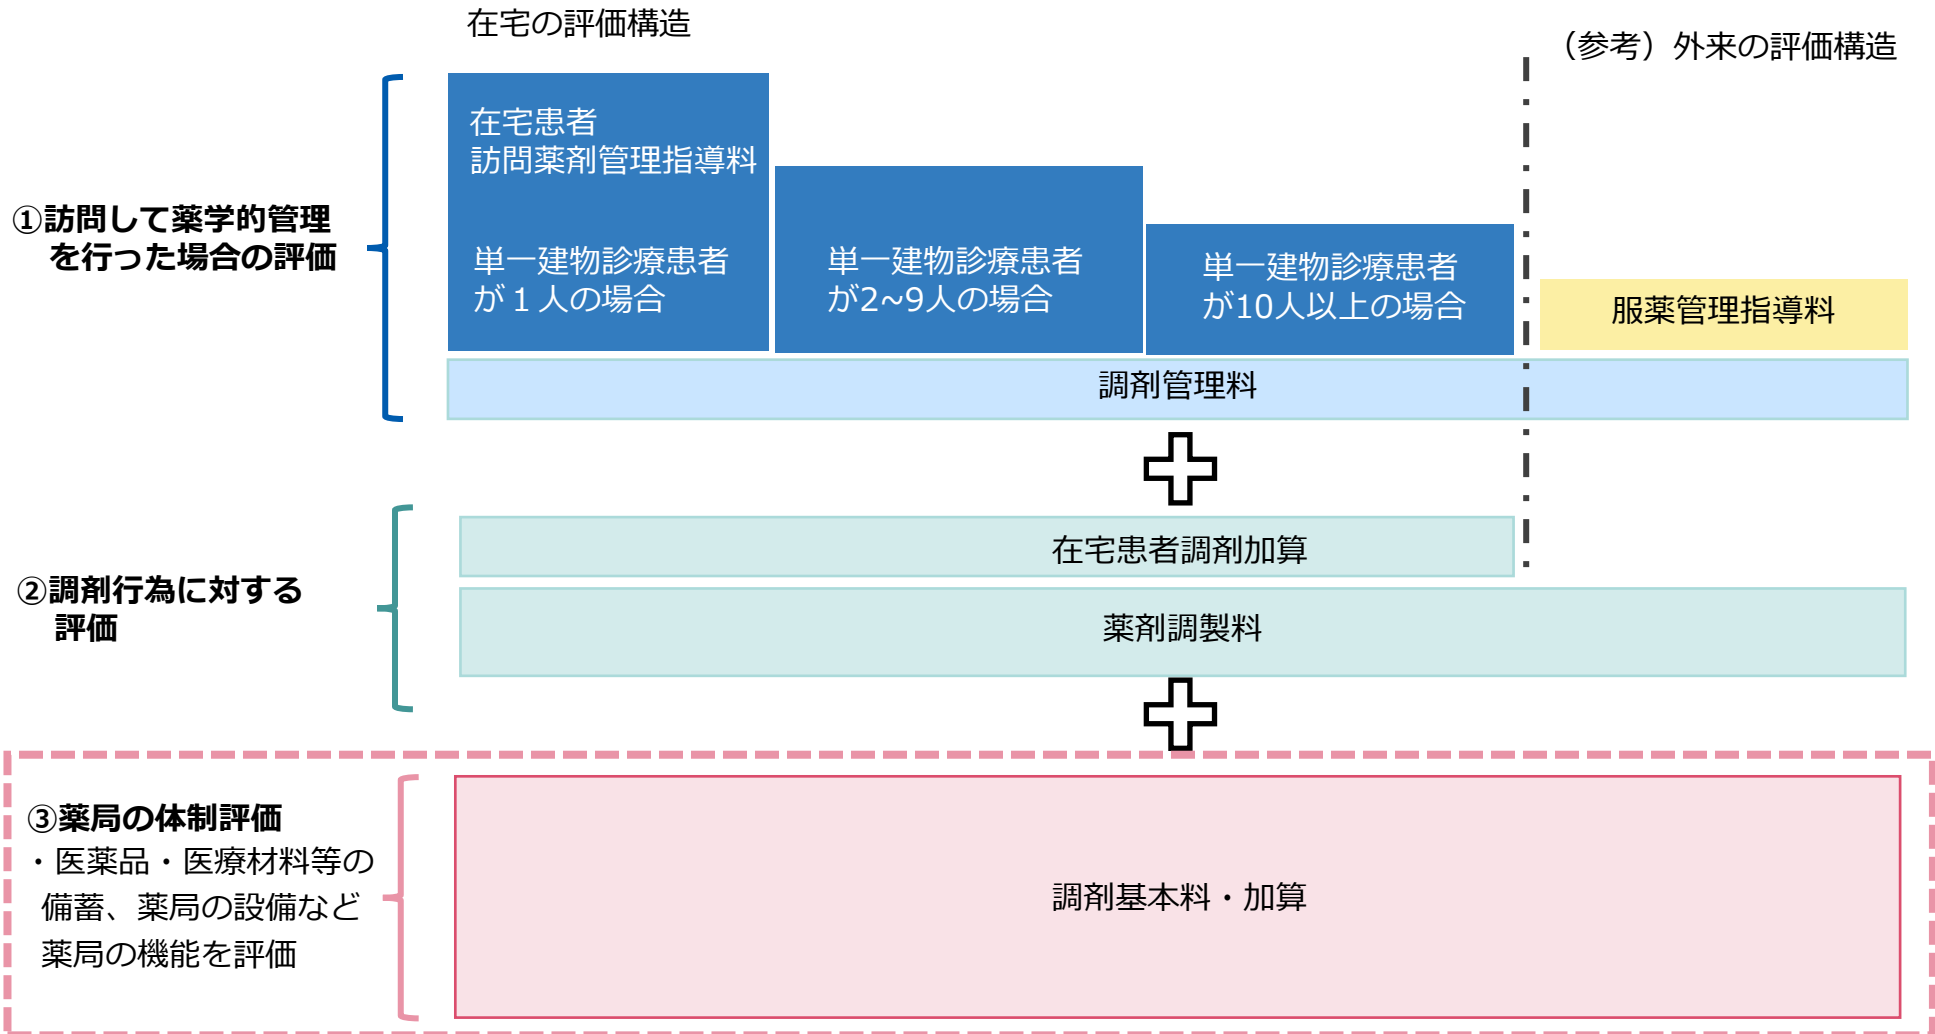 在宅の評価構造
（参考）外来の評価構造
①訪問して薬学的管理
を行った場合の評価
在宅患者
訪問薬剤管理指導料
単一建物診療患者
が１人の場合
単一建物診療患者
が2~9人の場合
単一建物診療患者
が10人以上の場合
服薬管理指導料
調剤管理料
②調剤行為に対する
評価
在宅患者調剤加算
薬剤調製料
③薬局の体制評価
・医薬品・医療材料等の
備蓄、薬局の設備など
薬局の機能を評価
調剤基本料・加算